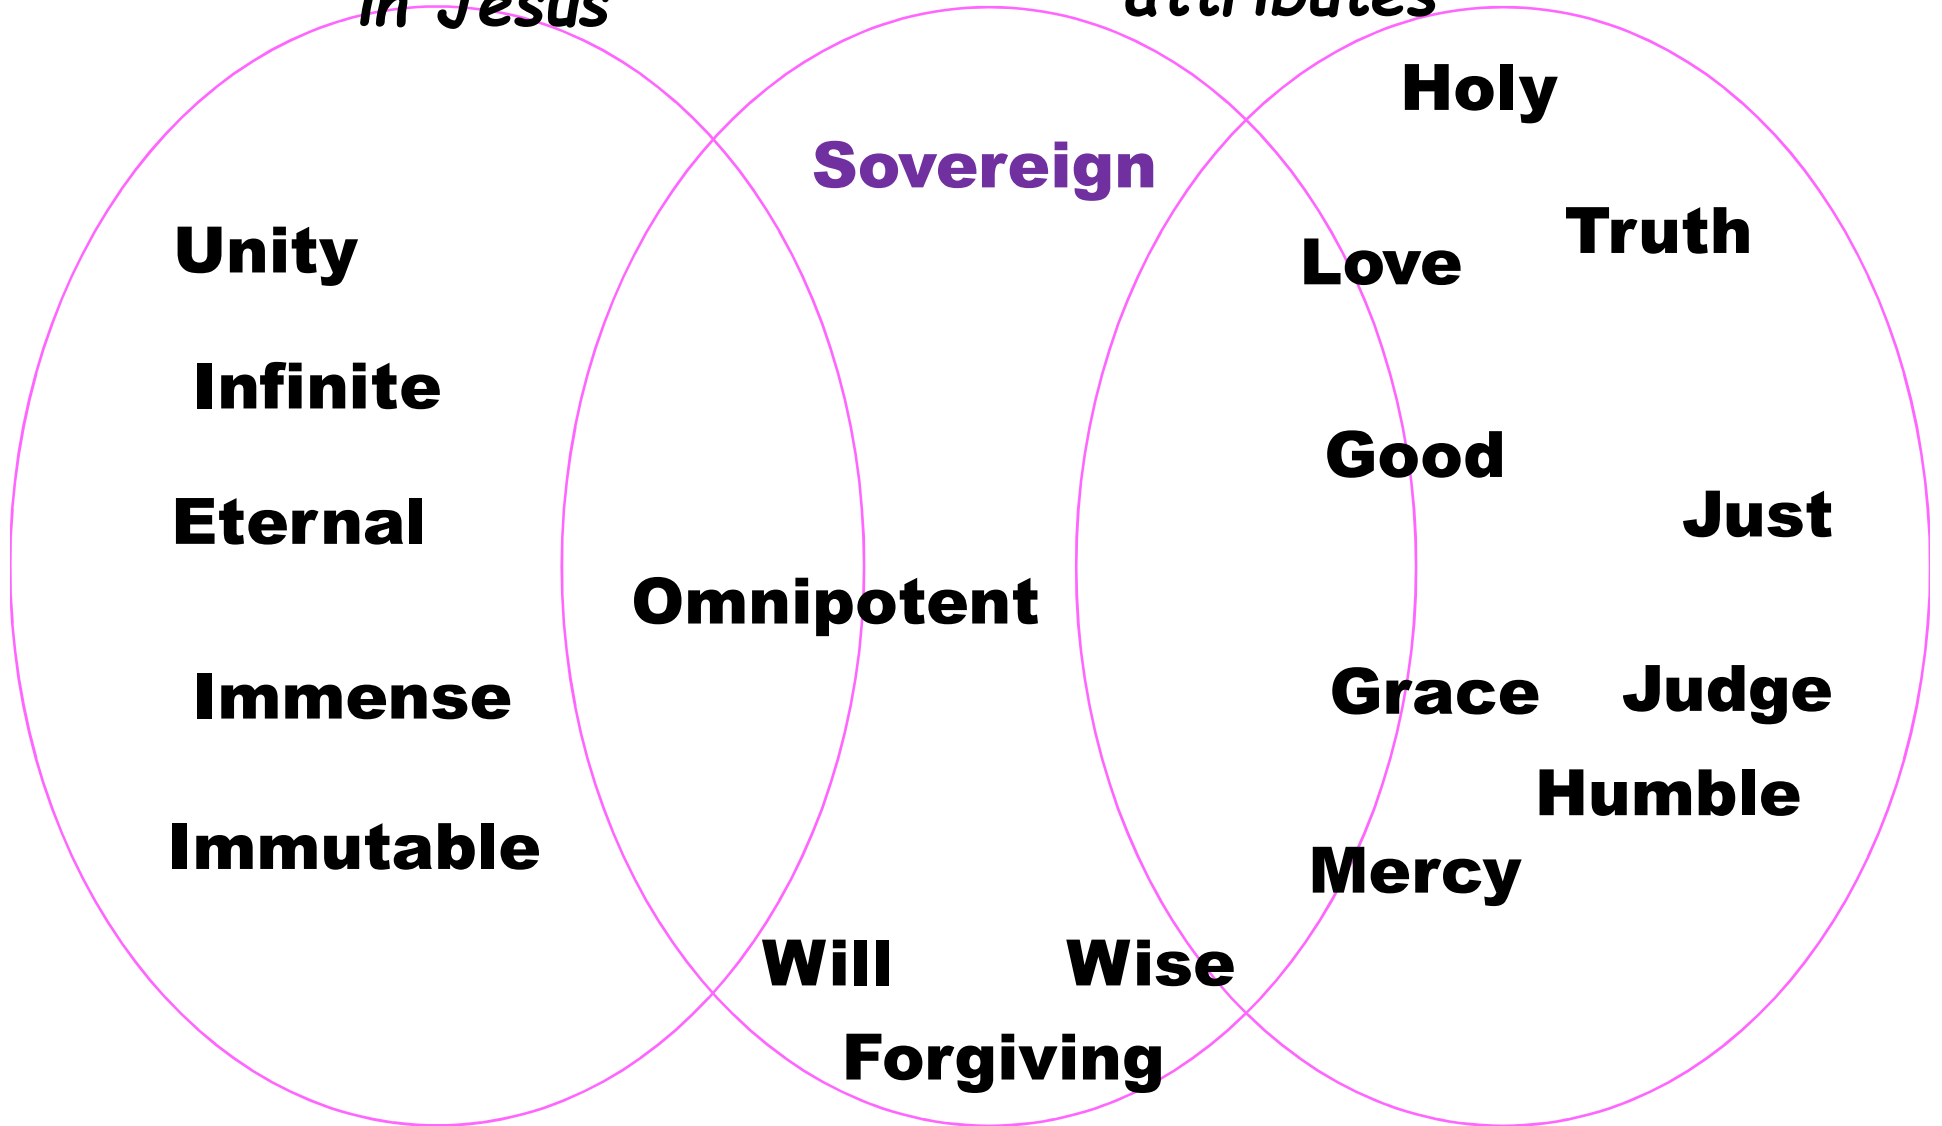 in Jesus
attributes
Holy
Sovereign
Truth
Unity
Love
Infinite
Good
Eternal
Just
Omnipotent
Immense
Grace
Judge
Humble
Immutable
Mercy
Will
Wise
Forgiving